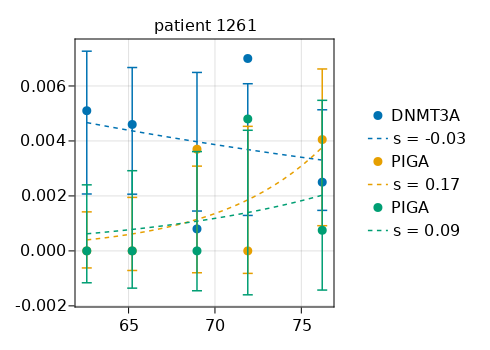 patient 1261
0.006
0.004
0.002
0.000
-0.002
65
70
75
DNMT3A
s = -0.03
PIGA
s = 0.17
PIGA
s = 0.09